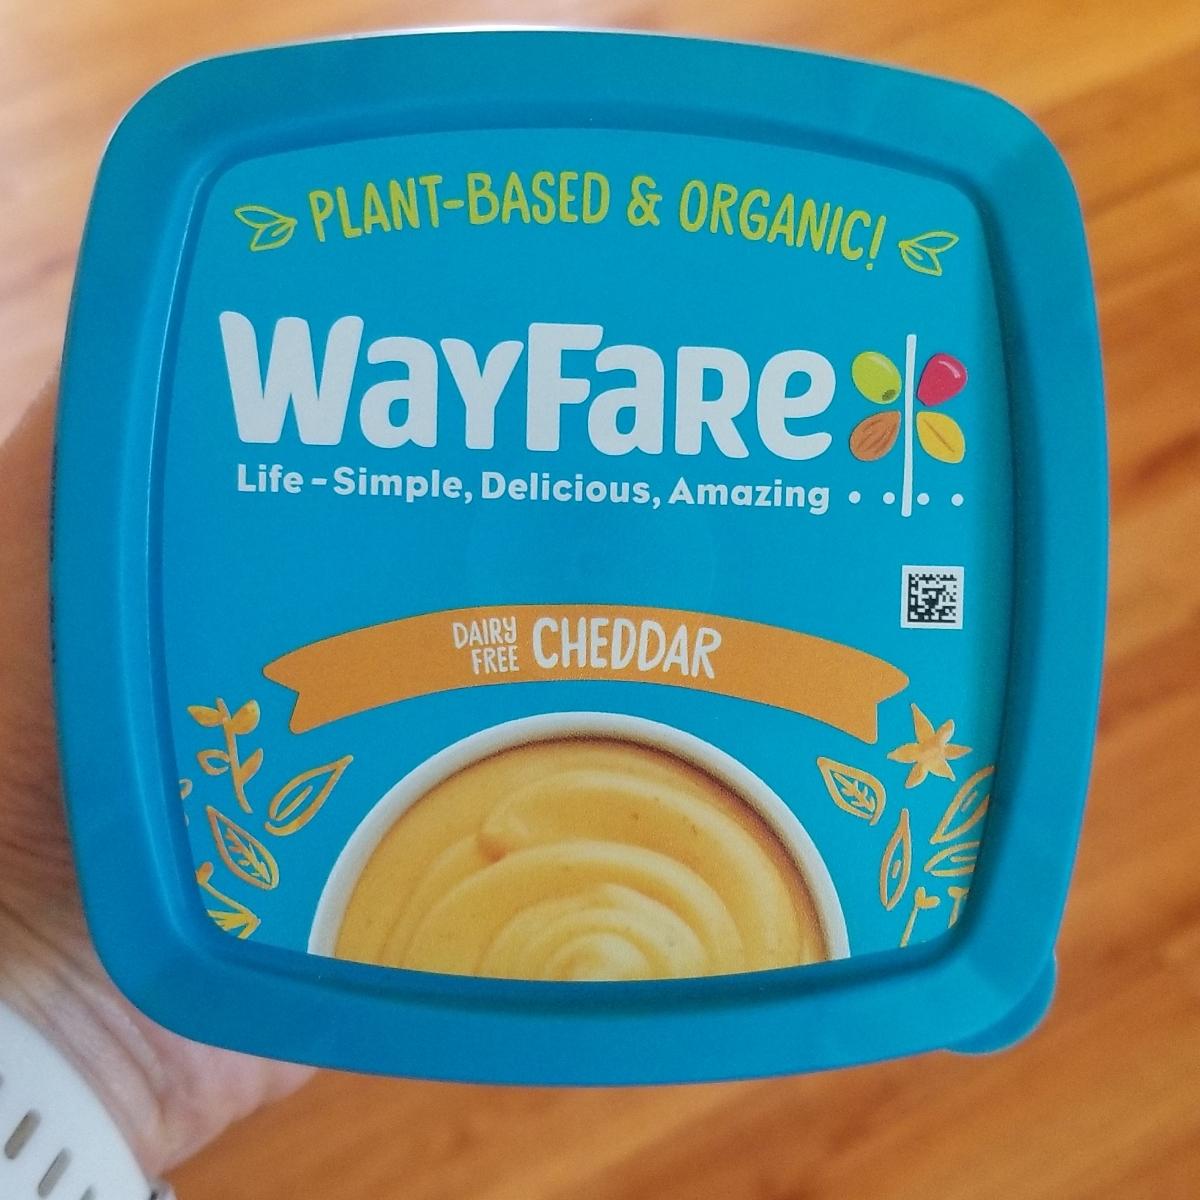 PLANT-BASED & ORGANIC!
WayFare
Life - Simple, Delicious, Amazing
DAIRY FREE CHEDDAR